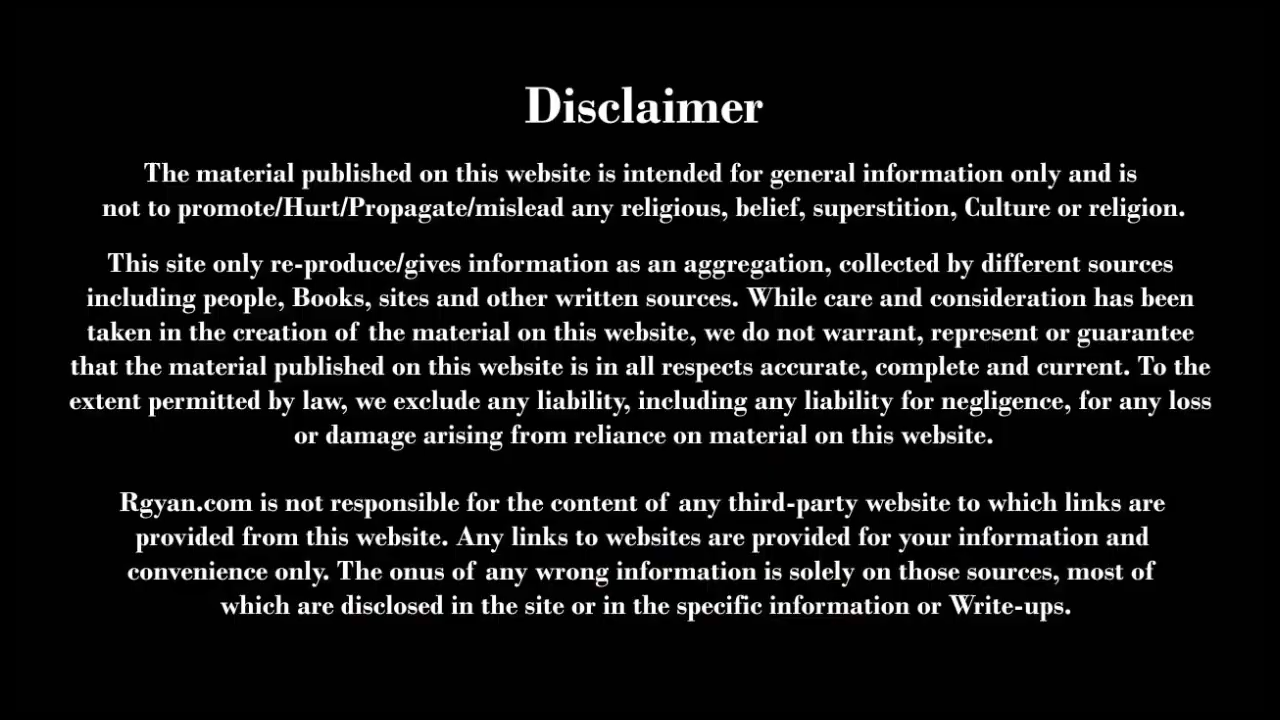 Disclaimer
The material published on this website is intended for general information only and is
not to promote/Hurt/Propagate/mislead any religious, belief, superstition, Culture or religion.
This site only re-produce/gives information as an aggregation, collected by different sources
including people, Books, sites and other written sources. While care and consideration has been
taken in the creation of the material on this website, we do not warrant, represent or guarantee
that the material published on this website is in all respects accurate, complete and current. To the
extent permitted by law, we exclude any liability, including any liability for negligence, for any loss
or damage arising from reliance on material on this website.
Rgyan.com is not responsible for the content of any third-party website to which links are
provided from this website. Any links to websites are provided for your information and
convenience only. The onus of any wrong information is solely on those sources, most of
which are disclosed in the site or in the specific information or Write-ups.